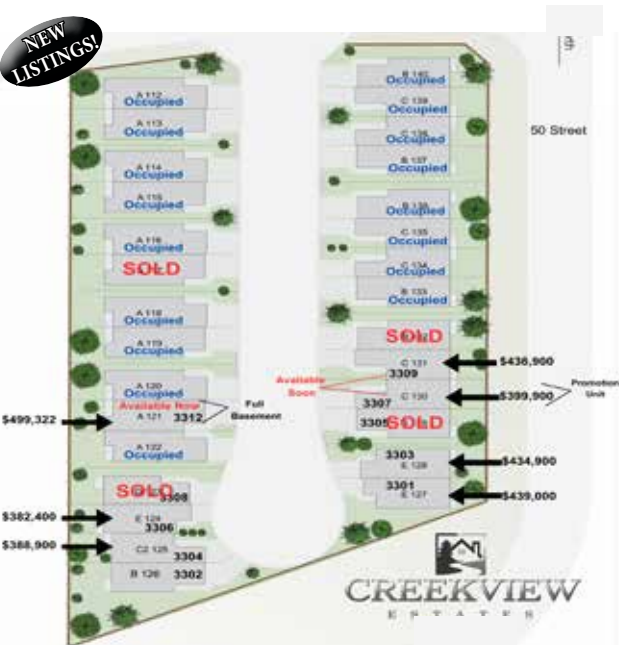 NEW
LISTINGS!
50 Street
A 112
Occupied
A 113
Occupied
A 114
Occupied
A 115
Occupied
A 116
Occupied
SOLD
A 118
Occupied
A 119
Occupied
A 120
Occupied
Available Now
A 121 3312
Full
Basement
$499,322
A 122
Occupied
SOLD
3308
$382,400
E 124
3306
$388,900
C2 125
3304
B 126 3302
B 140
Occupied
C 139
Occupied
C 138
Occupied
B 137
Occupied
B 136
Occupied
C 135
Occupied
C 134
Occupied
B 133
Occupied
SOLD
C 131
$436,900
3309
Available
Soon
C 130
$399,900
Promotion
Unit
3307
3305
SOLD
3303
E 128
$434,900
3301
E 127
$439,000
CREEKVIEW
ESTATES